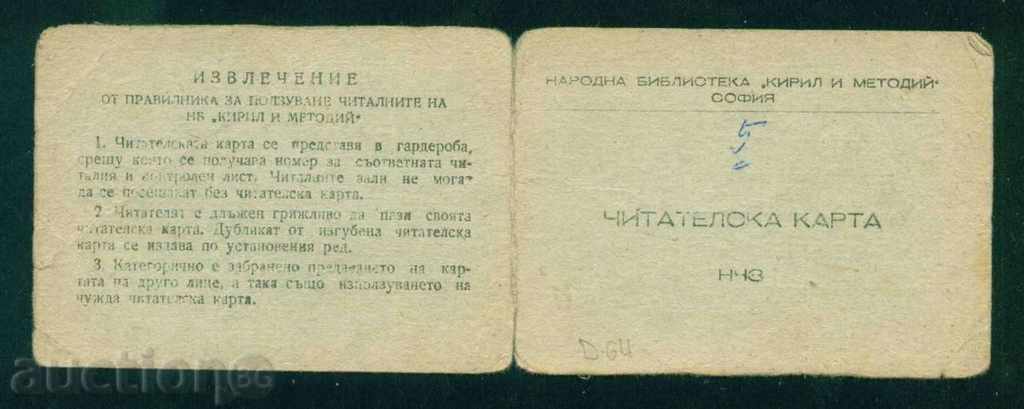 ИЗВЛЕЧЕНИЕ
ОТ ПРАВИЛНИКА ЗА ПОЛЗУВАНЕ ЧИТАЛНИТЕ НА
НБ „КИРИЛ И МЕТОДИЙ“
1. Читателската карта се представя в гардероба,
срещу която се получава номер за съответната чи-
талня и контролен лист. Читалните зали не могат
да се посещават без читателска карта.
2. Читателят е длъжен грижливо да пази своята
читателска карта. Дубликат от изгубена читателска
карта се издава по установения ред.
3. Категорично е забранено предаването на кар-
тата на друго лице, а така също използуването на
чужда читателска карта.
НАРОДНА БИБЛИОТЕКА „КИРИЛ И МЕТОДИЙ“
СОФИЯ
5
ЧИТАТЕЛСКА КАРТА
НЧЗ
D-64
auction.BG